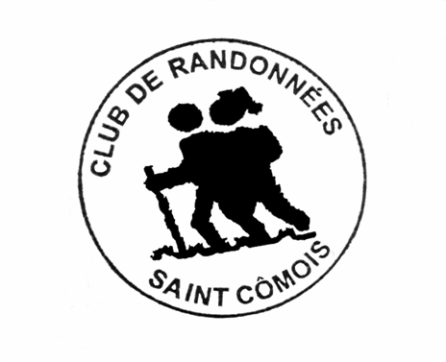 CLUB DE RANDONNÉES
SAINT CÔMOIS